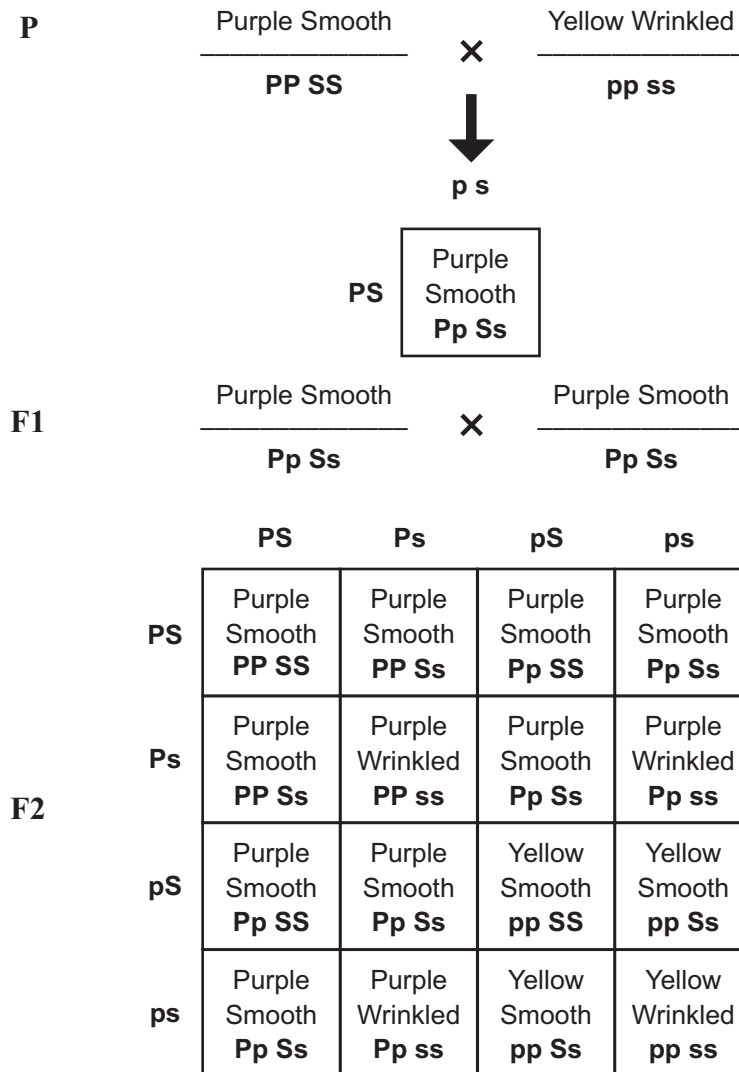 P
Purple Smooth
Yellow Wrinkled
×
PP SS
pp ss
p s
PS
Purple
Smooth
Pp Ss
F1
Purple Smooth
Purple Smooth
×
Pp Ss
Pp Ss
PS Ps pS ps
F2
PS
Purple Purple Purple Purple
Smooth Smooth Smooth Smooth
PP SS PP Ss Pp SS Pp Ss
Ps
Purple Purple Purple Purple
Smooth Wrinkled Smooth Wrinkled
PP Ss PP ss Pp Ss Pp ss
pS
Purple Purple Yellow Yellow
Smooth Smooth Smooth Smooth
Pp SS Pp Ss pp SS pp Ss
ps
Purple Purple Yellow Yellow
Smooth Wrinkled Smooth Wrinkled
Pp Ss Pp ss pp Ss pp ss